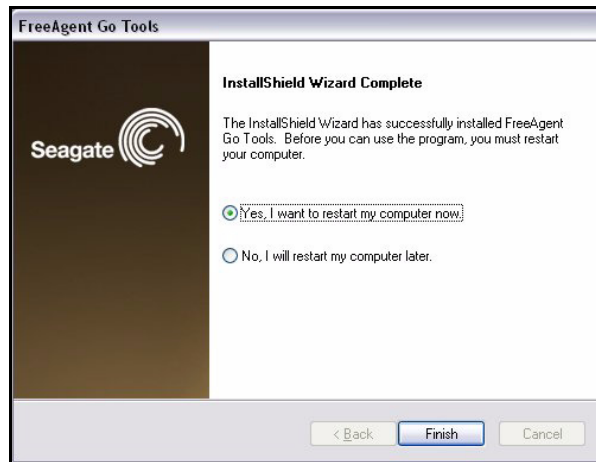 FreeAgent Go Tools
Seagate
InstallShield Wizard Complete
The InstallShield Wizard has successfully installed FreeAgent
Go Tools. Before you can use the program, you must restart
your computer.
Yes, I want to restart my computer now.
No, I will restart my computer later.
< Back
Finish
Cancel